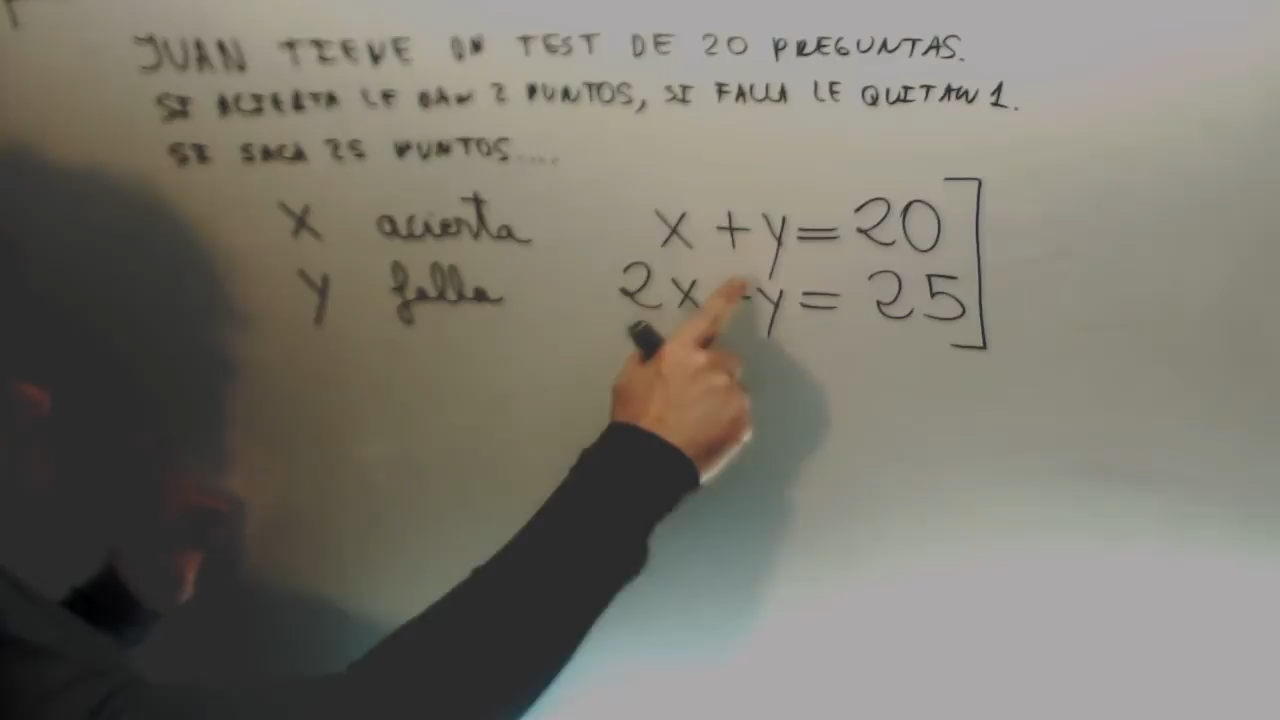 JUAN TIENE UN TEST DE 20 PREGUNTAS.
SI ACIERTA LE DAN 2 PUNTOS, SI FALLA LE QUITAN 1.
SI SACA 25 PUNTOS....
X acierta x + y = 20
y falla 2x - y = 25